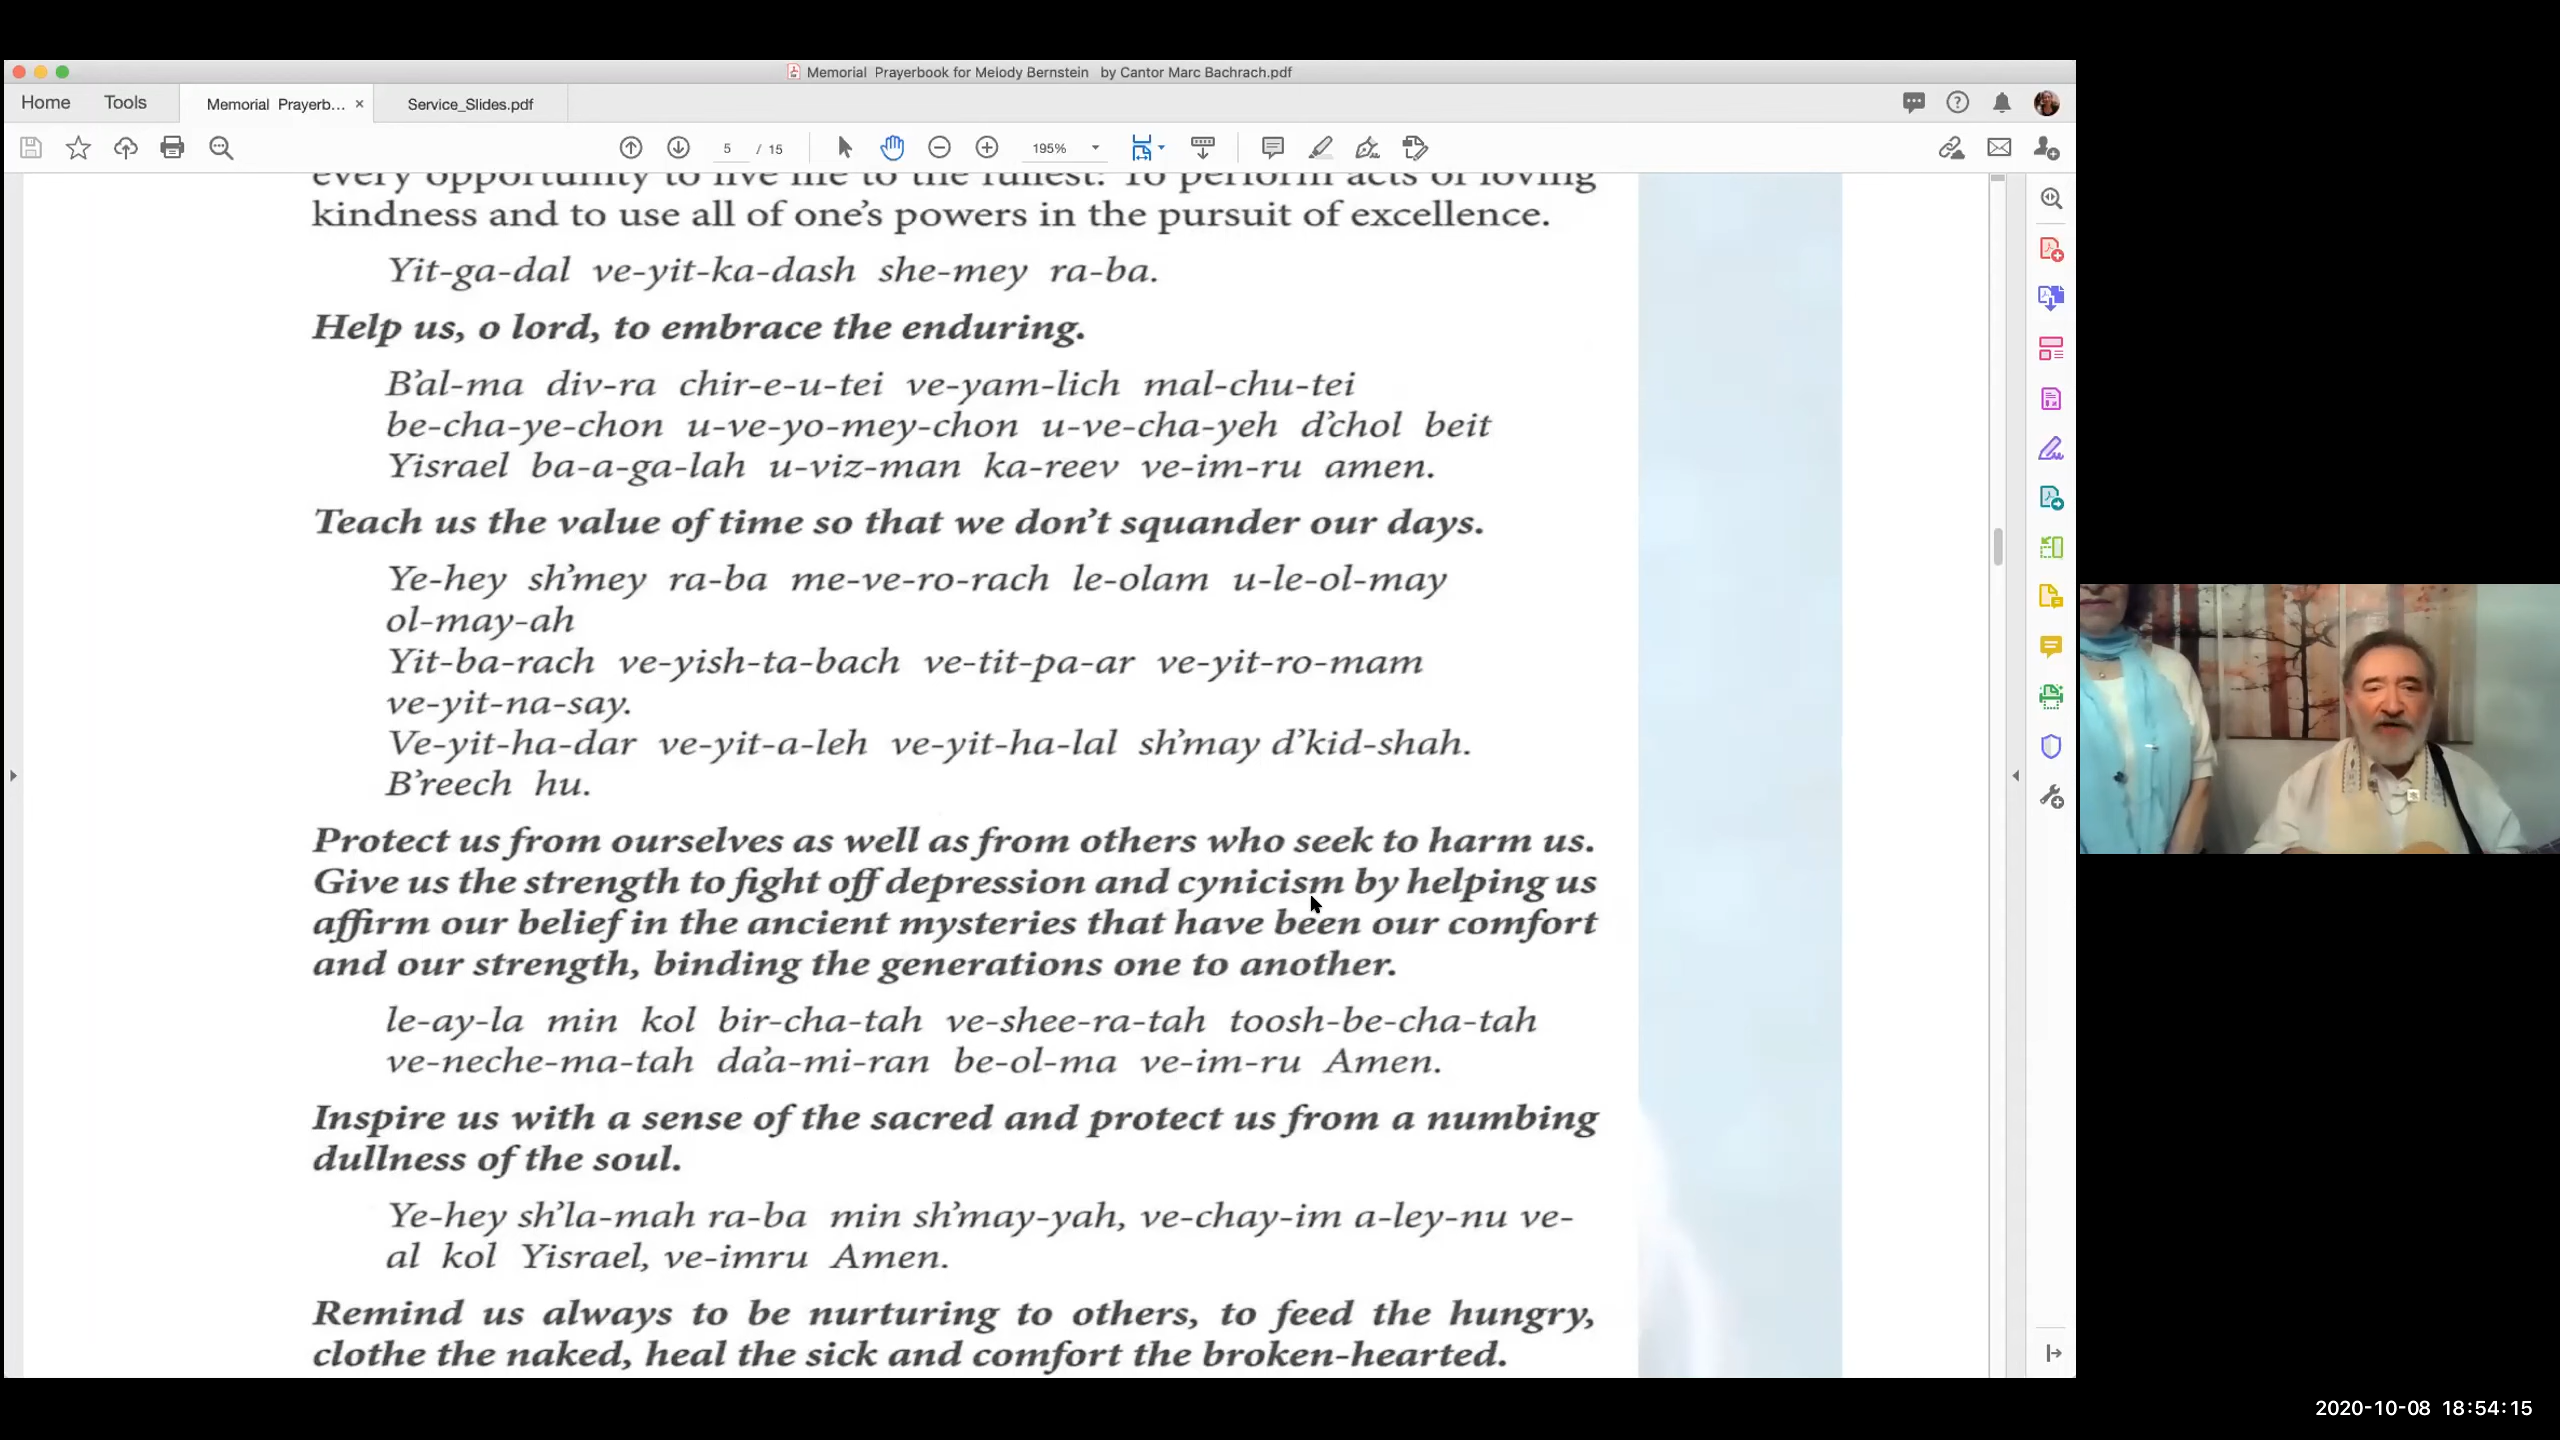 Memorial Prayerbook for Melody Bernstein by Cantor Marc Bachrach.pdf
Home Tools Memorial Prayerb... × Service_Slides.pdf
5 / 15 195%
every opportunity to live life to the fullest: To perform acts of loving
kindness and to use all of one’s powers in the pursuit of excellence.
Yit-ga-dal ve-yit-ka-dash she-mey ra-ba.
Help us, o lord, to embrace the enduring.
B’al-ma div-ra chir-e-u-tei ve-yam-lich mal-chu-tei
be-cha-ye-chon u-ve-yo-mey-chon u-ve-cha-yeh d’chol beit
Yisrael ba-a-ga-lah u-viz-man ka-reev ve-im-ru amen.
Teach us the value of time so that we don’t squander our days.
Ye-hey sh’mey ra-ba me-ve-ro-rach le-olam u-le-ol-may
ol-may-ah
Yit-ba-rach ve-yish-ta-bach ve-tit-pa-ar ve-yit-ro-mam
ve-yit-na-say.
Ve-yit-ha-dar ve-yit-a-leh ve-yit-ha-lal sh’may d’kid-shah.
B’reech hu.
Protect us from ourselves as well as from others who seek to harm us.
Give us the strength to fight off depression and cynicism by helping us
affirm our belief in the ancient mysteries that have been our comfort
and our strength, binding the generations one to another.
le-ay-la min kol bir-cha-tah ve-shee-ra-tah toosh-be-cha-tah
ve-neche-ma-tah da’a-mi-ran be-ol-ma ve-im-ru Amen.
Inspire us with a sense of the sacred and protect us from a numbing
dullness of the soul.
Ye-hey sh’la-mah ra-ba min sh’may-yah, ve-chay-im a-ley-nu ve-
al kol Yisrael, ve-imru Amen.
Remind us always to be nurturing to others, to feed the hungry,
clothe the naked, heal the sick and comfort the broken-hearted.
2020-10-08 18:54:15